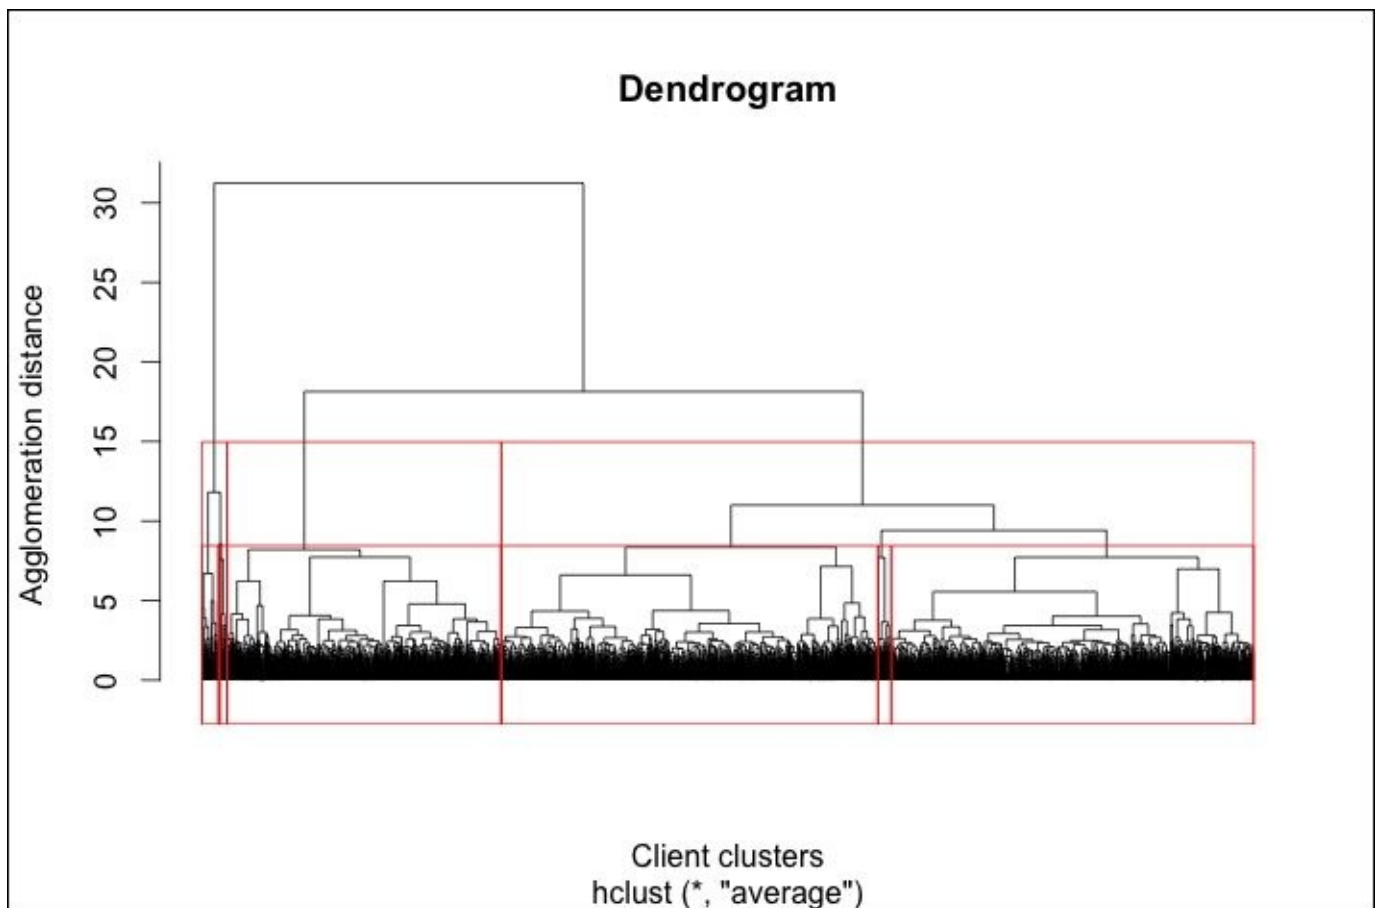 Dendrogram
Agglomeration distance
30
25
20
15
10
5
0
Client clusters
hclust (*, "average")